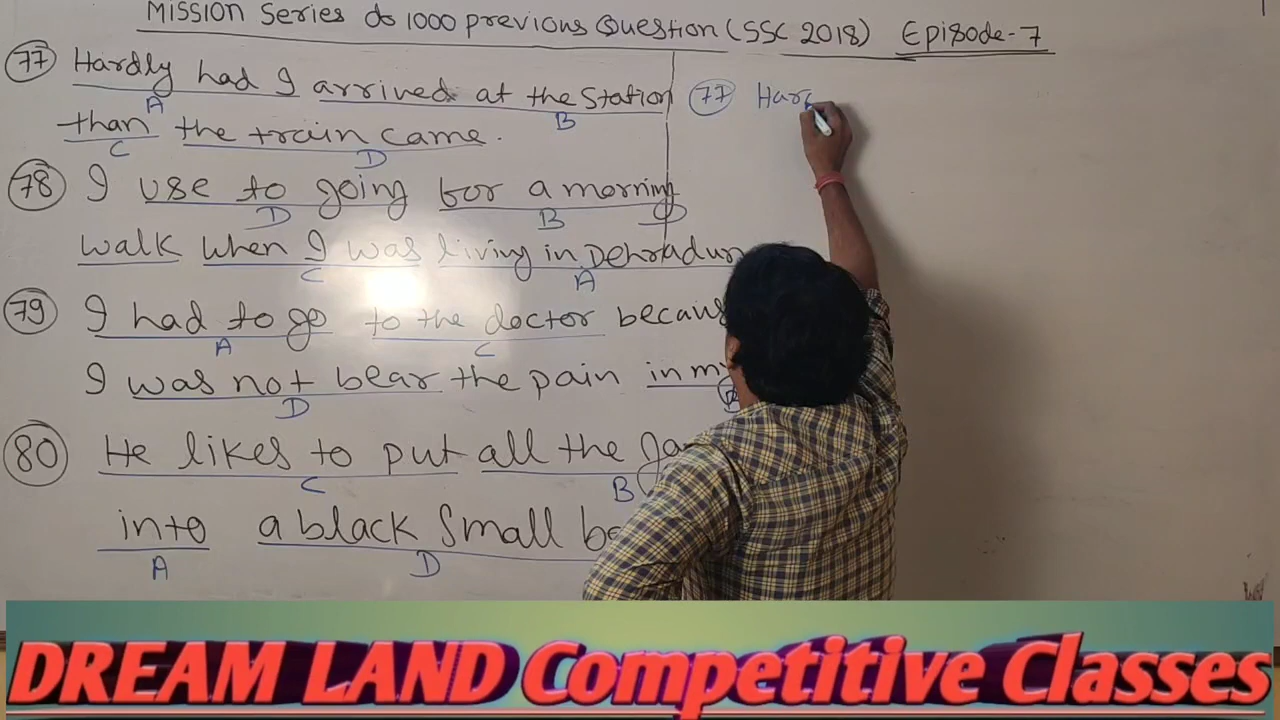 MISSION Series do 1000 previous Question (SSC 2018) Episode-7
77 Hardly had I arrived at the Station
A B
than the train came.
C D
78 I use to going for a morning
D B
walk when I was living in Dehradun
C A
79 I had to go to the doctor because
A C
I was not bear the pain in my
D B
80 He likes to put all the
C B
into a black Small
A D
77 Har
DREAM LAND Competitive Classes